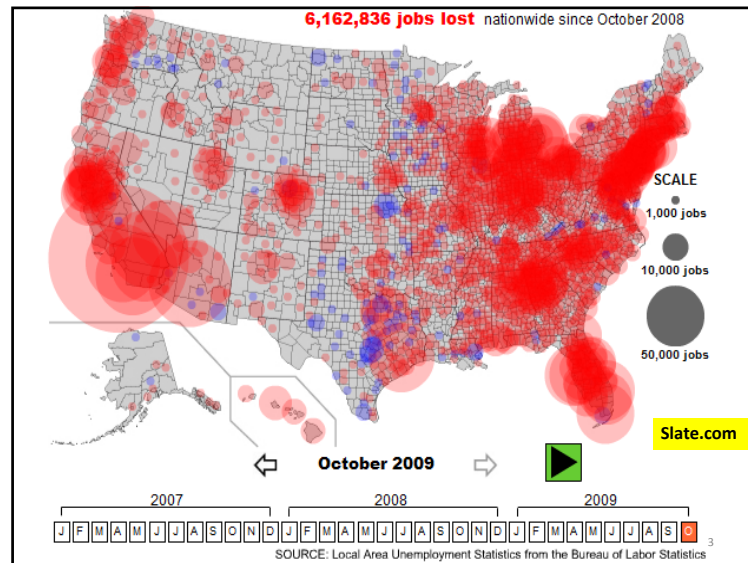 6,162,836 jobs lost nationwide since October 2008
SCALE
1,000 jobs
10,000 jobs
50,000 jobs
Slate.com
October 2009
2007 2008 2009
J F M A M J J A S O N D J F M A M J J A S O N D J F M A M J J A S O
3
SOURCE: Local Area Unemployment Statistics from the Bureau of Labor Statistics